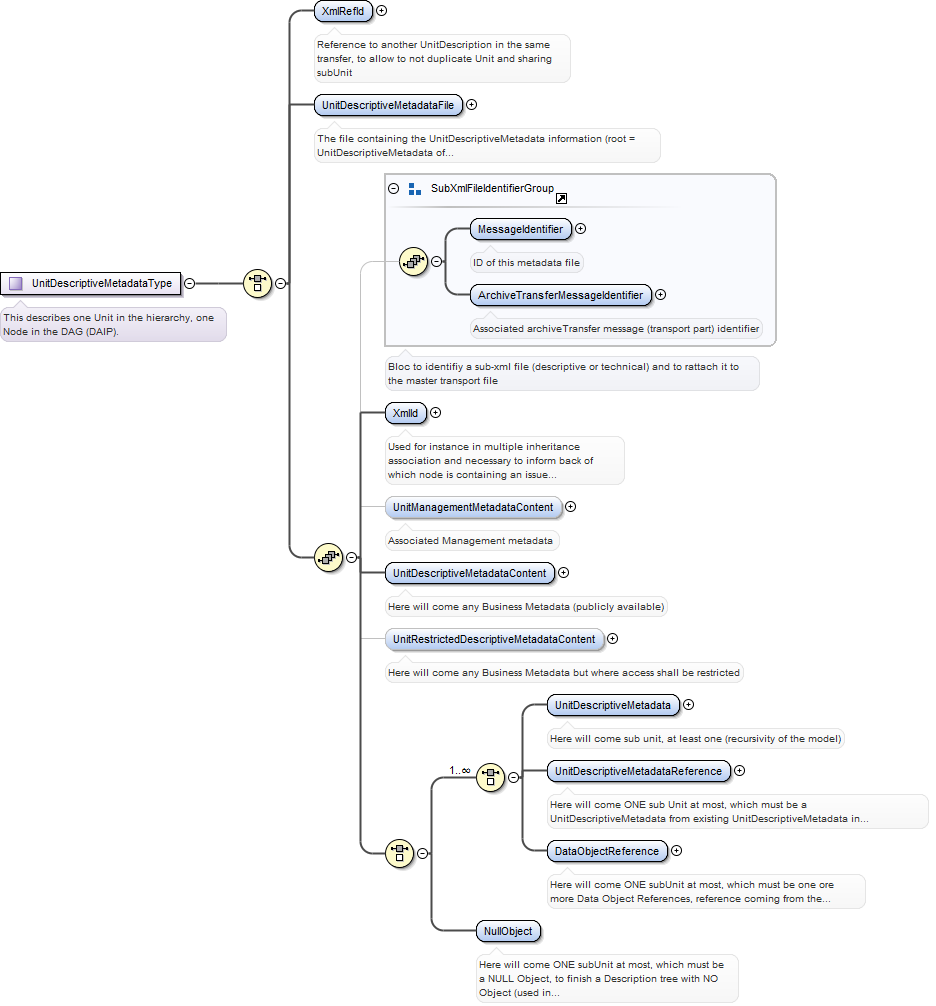 XmlRefId
Reference to another UnitDescription in the same
transfer, to allow to not duplicate Unit and sharing
subUnit
UnitDescriptiveMetadataFile
The file containing the UnitDescriptiveMetadata information (root =
UnitDescriptiveMetadata of...
SubXmlFileIdentifierGroup
MessageIdentifier
ID of this metadata file
UnitDescriptiveMetadataType
This describes one Unit in the hierarchy, one
Node in the DAG (DAIP).
ArchiveTransferMessageIdentifier
Associated archiveTransfer message (transport part) identifier
Bloc to identifiy a sub-xml file (descriptive or technical) and to rattach it to
the master transport file
XmlId
Used for instance in multiple inheritance
association and necessary to inform back of
which node is containing an issue...
UnitManagementMetadataContent
Associated Management metadata
UnitDescriptiveMetadataContent
Here will come any Business Metadata (publicly available)
UnitRestrictedDescriptiveMetadataContent
Here will come any Business Metadata but where access shall be restricted
UnitDescriptiveMetadata
Here will come sub unit, at least one (recursivity of the model)
1..∞
UnitDescriptiveMetadataReference
Here will come ONE sub Unit at most, which must be a
UnitDescriptiveMetadata from existing UnitDescriptiveMetadata in...
DataObjectReference
Here will come ONE subUnit at most, which must be one ore
more Data Object References, reference coming from the...
NullObject
Here will come ONE subUnit at most, which must be
a NULL Object, to finish a Description tree with NO
Object (used in...